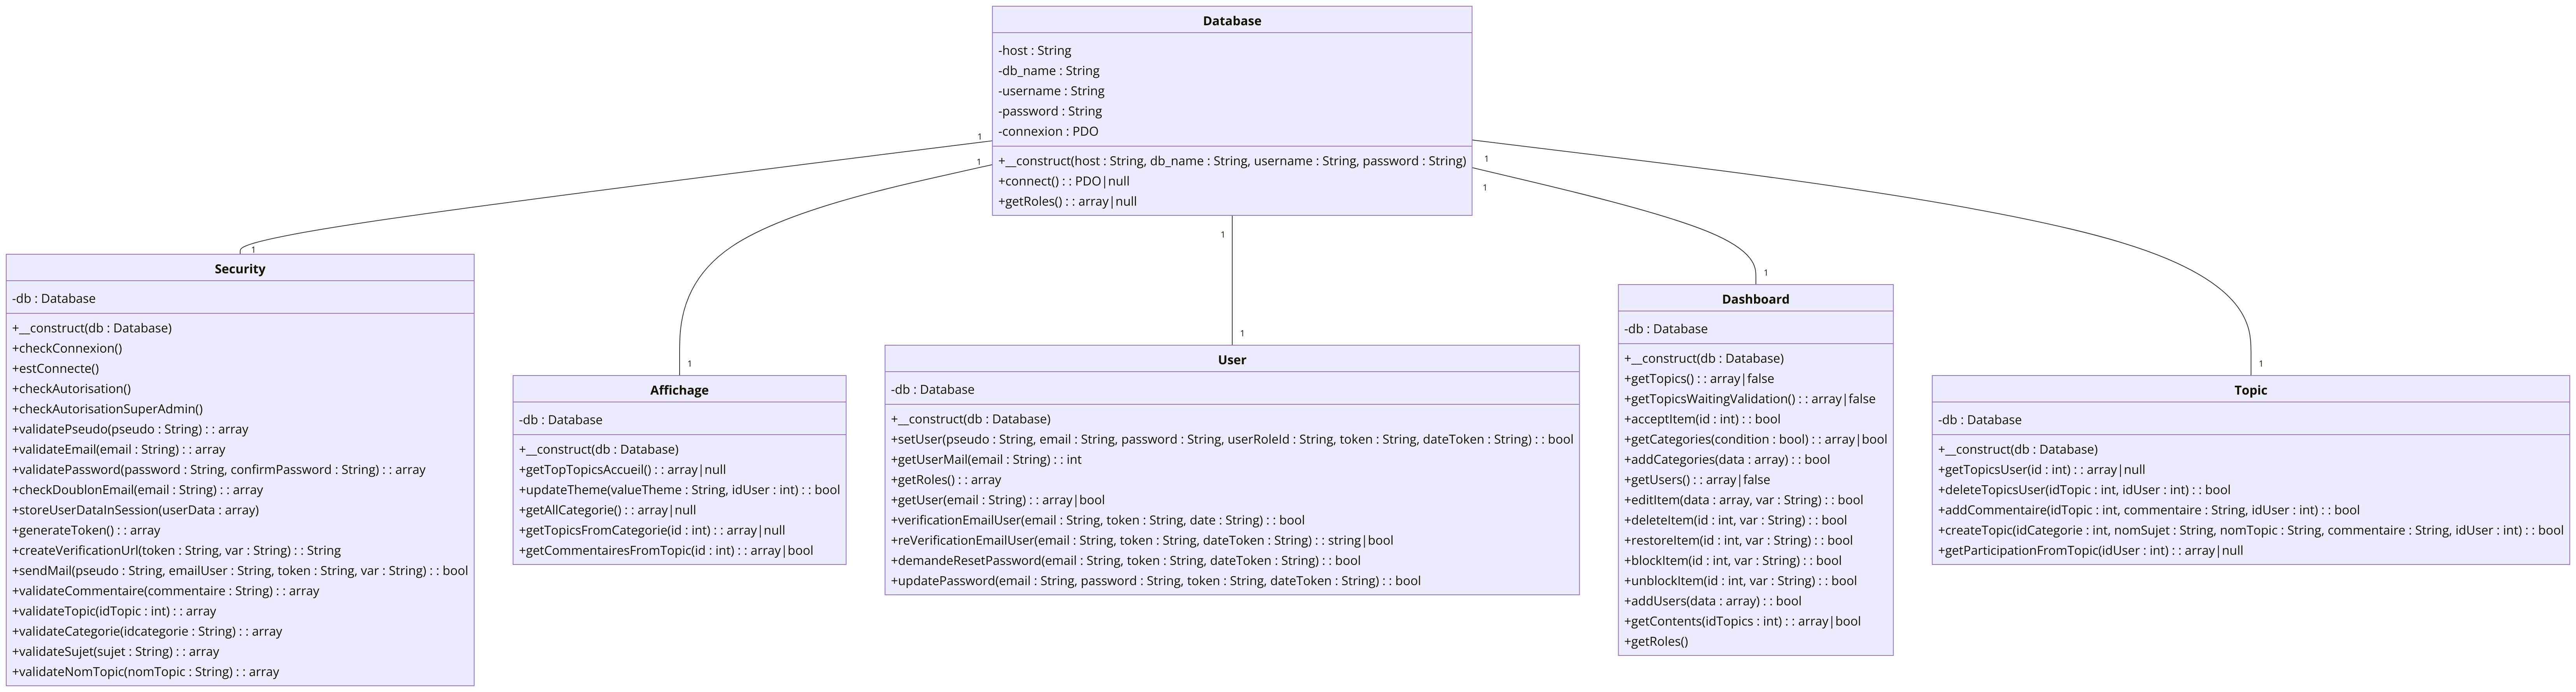 Database
-host : String
-db_name : String
-username : String
-password : String
-connexion : PDO
+__construct(host : String, db_name : String, username : String, password : String)
+connect() : : PDO|null
+getRoles() : : array|null
1
1
1
1
1
1
1
1
1
1
Security
-db : Database
+__construct(db : Database)
+checkConnexion()
+estConnecte()
+checkAutorisation()
+checkAutorisationSuperAdmin()
+validatePseudo(pseudo : String) : : array
+validateEmail(email : String) : : array
+validatePassword(password : String, confirmPassword : String) : : array
+checkDoublonEmail(email : String) : : array
+storeUserDataInSession(userData : array)
+generateToken() : : array
+createVerificationUrl(token : String, var : String) : : String
+sendMail(pseudo : String, emailUser : String, token : String, var : String) : : bool
+validateCommentaire(commentaire : String) : : array
+validateTopic(idTopic : int) : : array
+validateCategorie(idcategorie : String) : : array
+validateSujet(sujet : String) : : array
+validateNomTopic(nomTopic : String) : : array
Affichage
-db : Database
+__construct(db : Database)
+getTopTopicsAccueil() : : array|null
+updateTheme(valueTheme : String, idUser : int) : : bool
+getAllCategorie() : : array|null
+getTopicsFromCategorie(id : int) : : array|null
+getCommentairesFromTopic(id : int) : : array|bool
User
-db : Database
+__construct(db : Database)
+setUser(pseudo : String, email : String, password : String, userRoleId : String, token : String, dateToken : String) : : bool
+getUserMail(email : String) : : int
+getRoles() : : array
+getUser(email : String) : : array|bool
+verificationEmailUser(email : String, token : String, date : String) : : bool
+reVerificationEmailUser(email : String, token : String, dateToken : String) : : string|bool
+demandeResetPassword(email : String, token : String, dateToken : String) : : bool
+updatePassword(email : String, password : String, token : String, dateToken : String) : : bool
Dashboard
-db : Database
+__construct(db : Database)
+getTopics() : : array|false
+getTopicsWaitingValidation() : : array|false
+acceptItem(id : int) : : bool
+getCategories(condition : bool) : : array|bool
+addCategories(data : array) : : bool
+getUsers() : : array|false
+editItem(data : array, var : String) : : bool
+deleteItem(id : int, var : String) : : bool
+restoreItem(id : int, var : String) : : bool
+blockItem(id : int, var : String) : : bool
+unblockItem(id : int, var : String) : : bool
+addUsers(data : array) : : bool
+getContents(idTopics : int) : : array|bool
+getRoles()
Topic
-db : Database
+__construct(db : Database)
+getTopicsUser(id : int) : : array|null
+deleteTopicsUser(idTopic : int, idUser : int) : : bool
+addCommentaire(idTopic : int, commentaire : String, idUser : int) : : bool
+createTopic(idCategorie : int, nomSujet : String, nomTopic : String, commentaire : String, idUser : int) : : bool
+getParticipationFromTopic(idUser : int) : : array|null